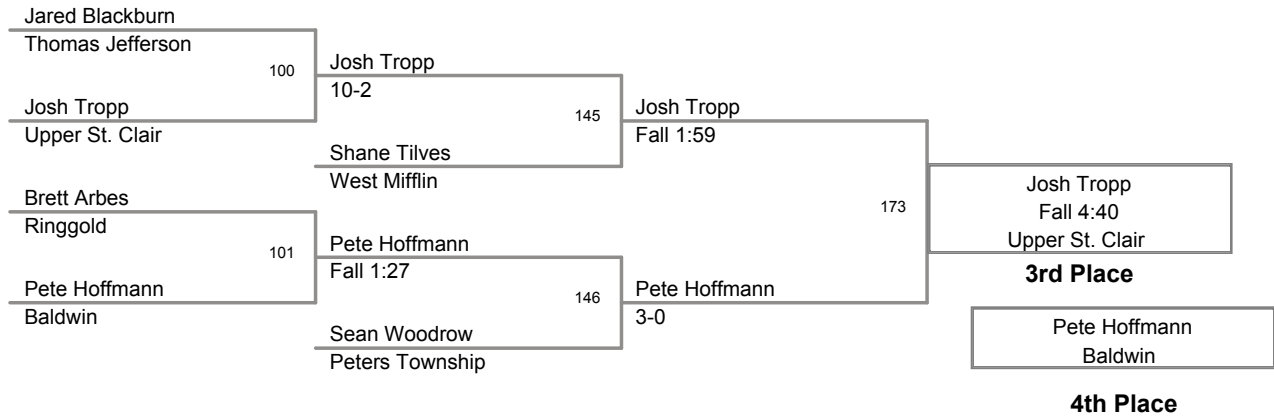 Jared Blackburn
Thomas Jefferson
100
Josh Tropp
10-2
Josh Tropp
Upper St. Clair
145
Josh Tropp
Fall 1:59
Shane Tilves
West Mifflin
Brett Arbes
Ringgold
173
Josh Tropp
Fall 4:40
Upper St. Clair
3rd Place
101
Pete Hoffmann
Fall 1:27
Pete Hoffmann
Baldwin
146
Pete Hoffmann
3-0
Sean Woodrow
Peters Township
Pete Hoffmann
Baldwin
4th Place